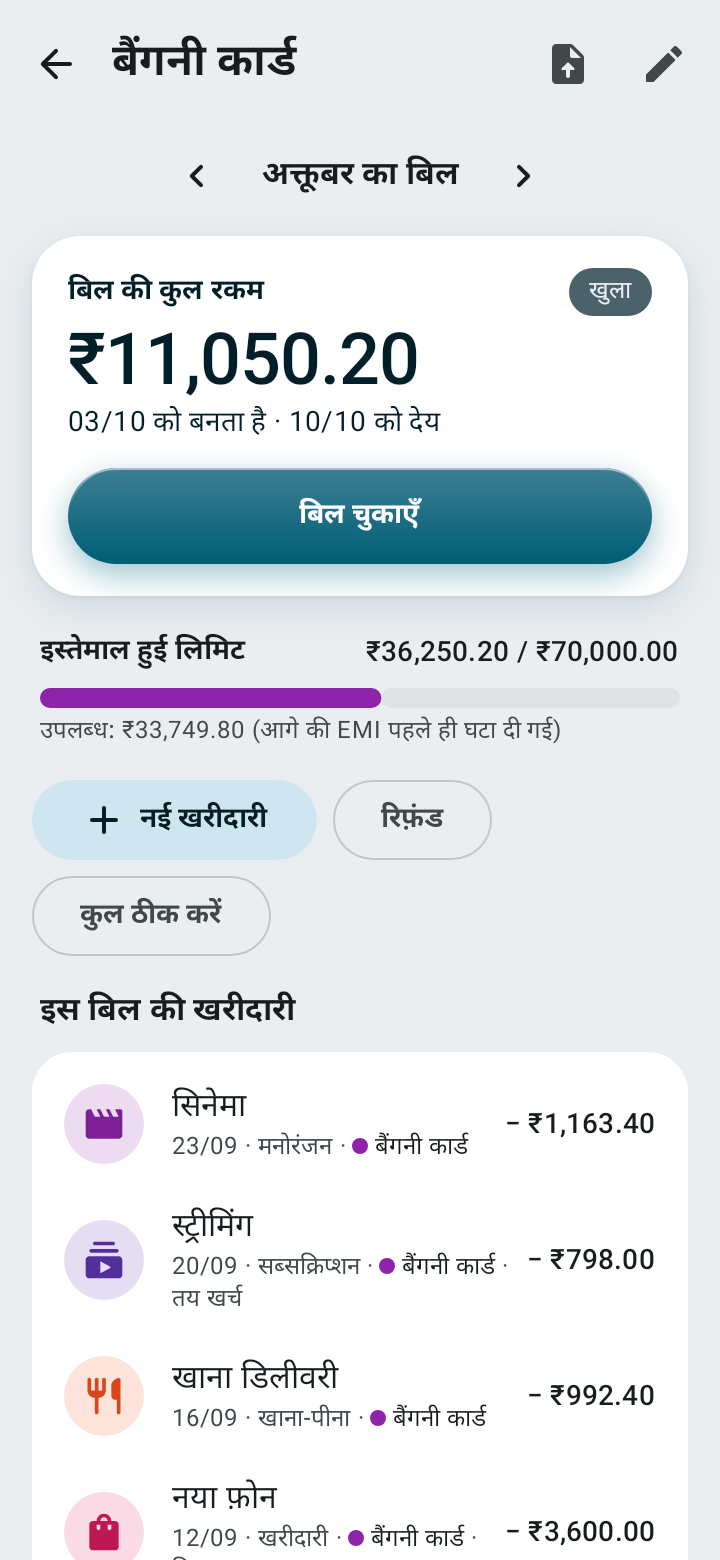 बैंगनी कार्ड
अक्तूबर का बिल
बिल की कुल रकम
खुला
₹11,050.20
03/10 को बनता है · 10/10 को देय
बिल चुकाएँ
इस्तेमाल हुई लिमिट
₹36,250.20 / ₹70,000.00
उपलब्ध: ₹33,749.80 (आगे की EMI पहले ही घटा दी गई)
नई खरीदारी
रिफ़ंड
कुल ठीक करें
इस बिल की खरीदारी
सिनेमा
23/09 · मनोरंजन · बैंगनी कार्ड
− ₹1,163.40
स्ट्रीमिंग
20/09 · सब्सक्रिप्शन · बैंगनी कार्ड ·
तय खर्च
− ₹798.00
खाना डिलीवरी
16/09 · खाना-पीना · बैंगनी कार्ड
− ₹992.40
नया फ़ोन
12/09 · खरीदारी · बैंगनी कार्ड ·
− ₹3,600.00